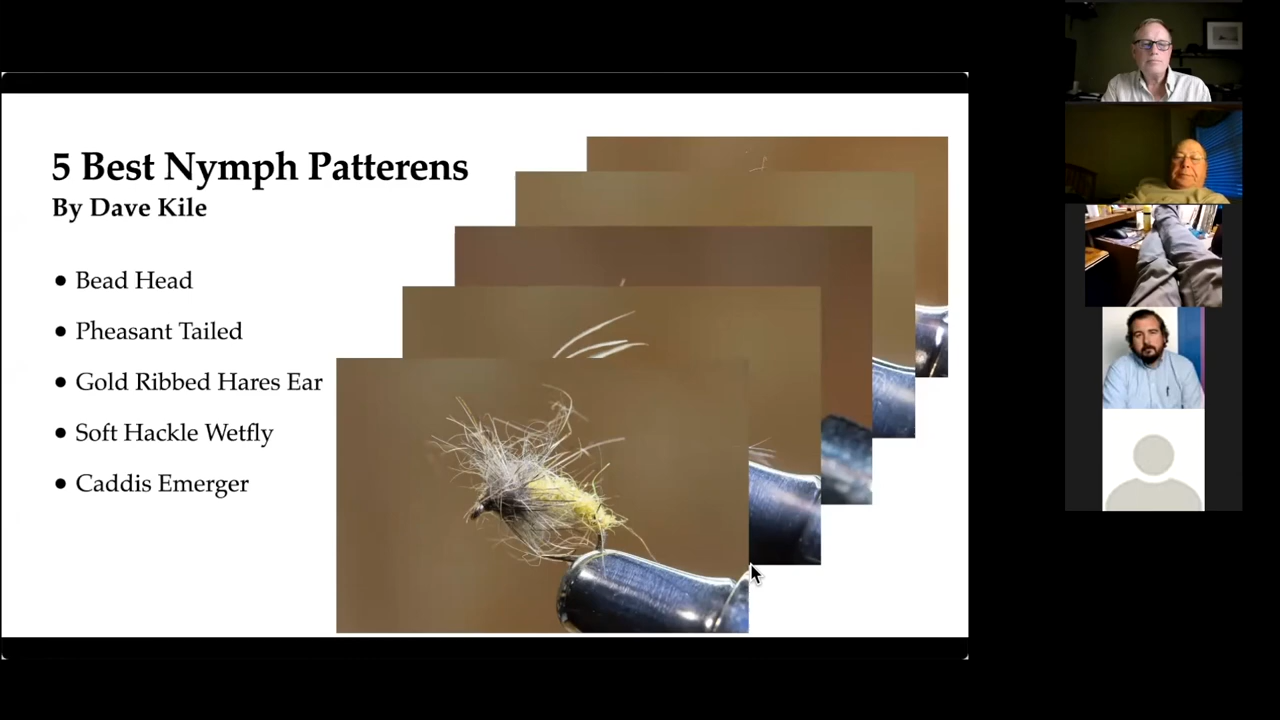 5 Best Nymph Patterens
By Dave Kile
• Bead Head
• Pheasant Tailed
• Gold Ribbed Hares Ear
• Soft Hackle Wetfly
• Caddis Emerger